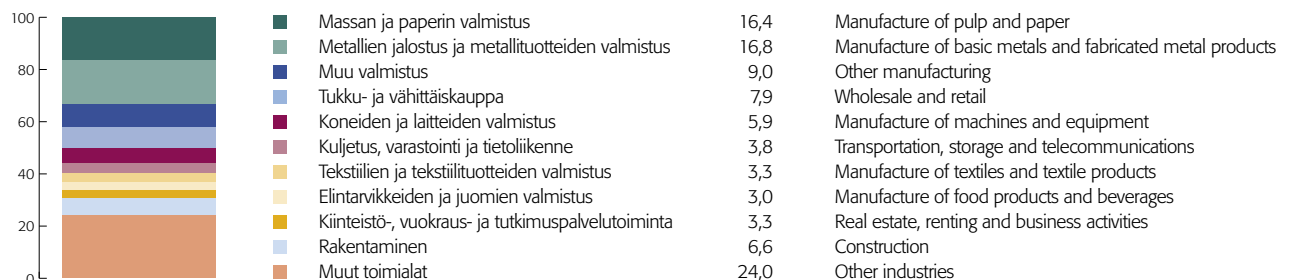 100
80
60
40
20
0
Massan ja paperin valmistus 16,4 Manufacture of pulp and paper
Metallien jalostus ja metallituotteiden valmistus 16,8 Manufacture of basic metals and fabricated metal products
Muu valmistus 9,0 Other manufacturing
Tukku- ja vähittäiskauppa 7,9 Wholesale and retail
Koneiden ja laitteiden valmistus 5,9 Manufacture of machines and equipment
Kuljetus, varastointi ja tietoliikenne 3,8 Transportation, storage and telecommunications
Tekstiilien ja tekstiilituotteiden valmistus 3,3 Manufacture of textiles and textile products
Elintarvikkeiden ja juomien valmistus 3,0 Manufacture of food products and beverages
Kiinteistö-, vuokraus- ja tutkimuspalvelutoiminta 3,3 Real estate, renting and business activities
Rakentaminen 6,6 Construction
Muut toimialat 24,0 Other industries